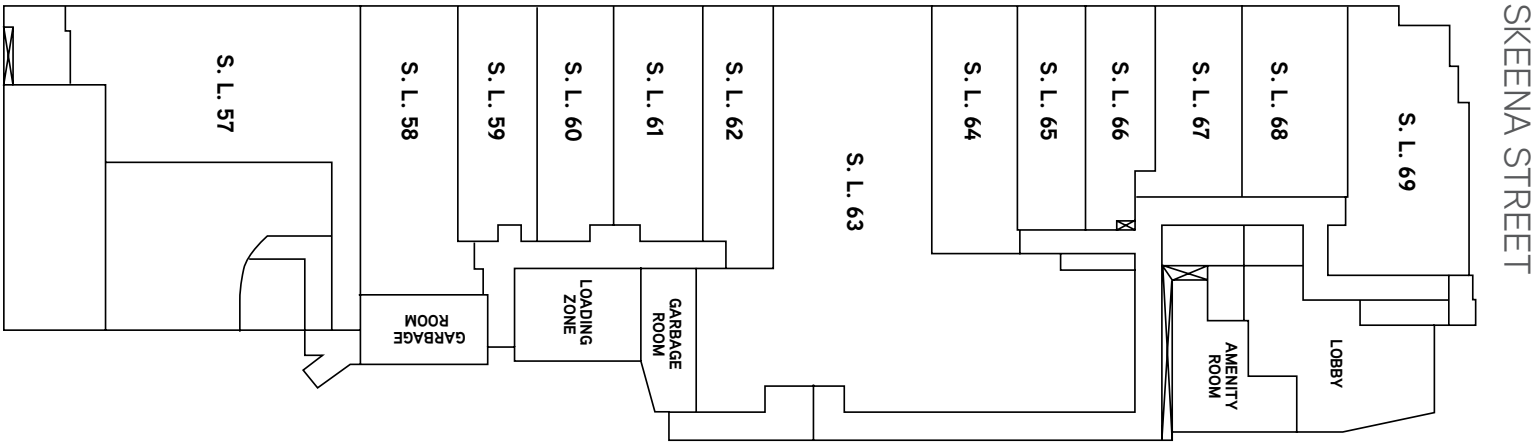 SKEENA STREET
S. L. 57
S. L. 58
S. L. 59
S. L. 60
S. L. 61
S. L. 62
S. L. 63
S. L. 64
S. L. 65
S. L. 66
S. L. 67
S. L. 68
S. L. 69
GARBAGE
ROOM
LOADING
ZONE
GARBAGE
ROOM
AMENITY
ROOM
LOBBY